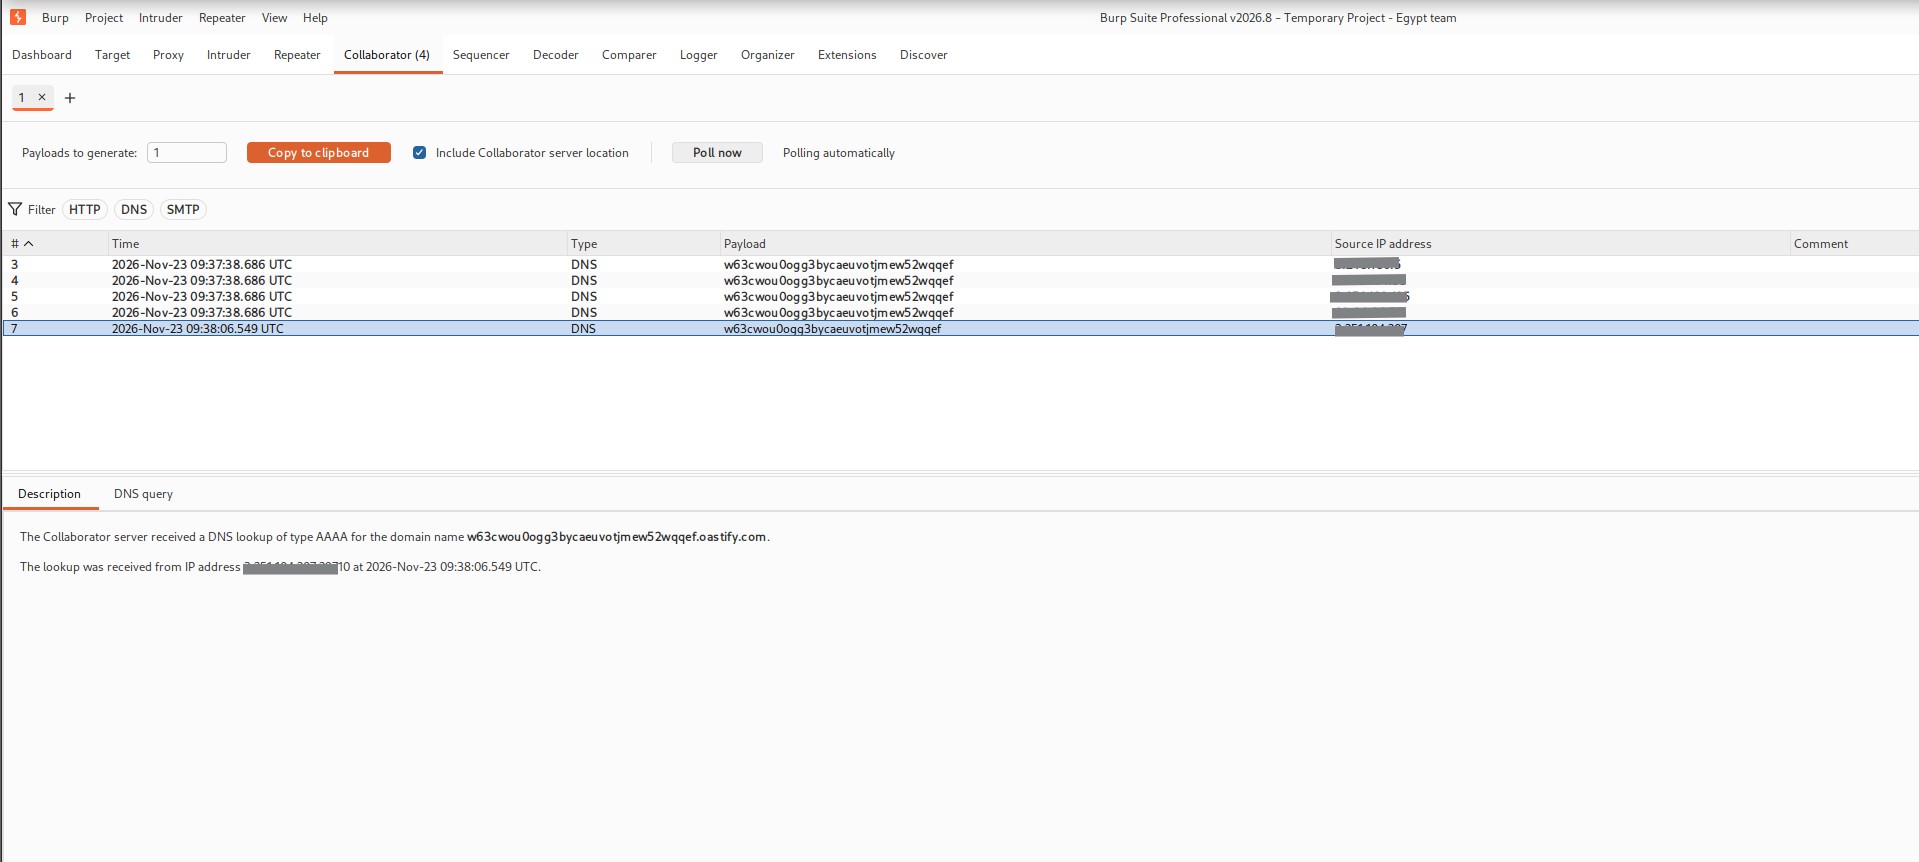 Burp Project Intruder Repeater View Help Burp Suite Professional v2026.8 – Temporary Project - Egypt team
Dashboard Target Proxy Intruder Repeater Collaborator (4) Sequencer Decoder Comparer Logger Organizer Extensions Discover
1 × +
Payloads to generate: 1 Copy to clipboard Include Collaborator server location Poll now Polling automatically
Filter HTTP DNS SMTP
# Time Type Payload Source IP address Comment
3 2026-Nov-23 09:37:38.686 UTC DNS w63cwou0ogg3bycaeuvotjmew52wqqef
4 2026-Nov-23 09:37:38.686 UTC DNS w63cwou0ogg3bycaeuvotjmew52wqqef
5 2026-Nov-23 09:37:38.686 UTC DNS w63cwou0ogg3bycaeuvotjmew52wqqef
6 2026-Nov-23 09:37:38.686 UTC DNS w63cwou0ogg3bycaeuvotjmew52wqqef
7 2026-Nov-23 09:38:06.549 UTC DNS w63cwou0ogg3bycaeuvotjmew52wqqef
Description DNS query
The Collaborator server received a DNS lookup of type AAAA for the domain name w63cwou0ogg3bycaeuvotjmew52wqqef.oastify.com.
The lookup was received from IP address 10 at 2026-Nov-23 09:38:06.549 UTC.